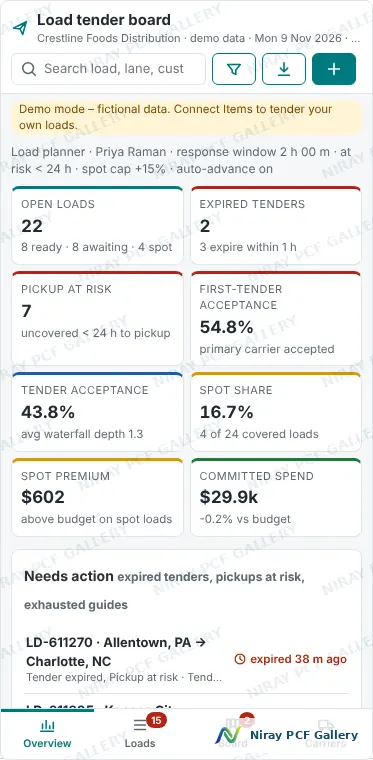 Load tender board
Crestline Foods Distribution · demo data · Mon 9 Nov 2026 · ...
Search load, lane, cust
Demo mode – fictional data. Connect Items to tender your
own loads.
Load planner · Priya Raman · response window 2 h 00 m · at
risk < 24 h · spot cap +15% · auto-advance on
OPEN LOADS
22
8 ready · 8 awaiting · 4 spot
EXPIRED TENDERS
2
3 expire within 1 h
PICKUP AT RISK
7
uncovered < 24 h to pickup
FIRST-TENDER
ACCEPTANCE
54.8%
primary carrier accepted
TENDER ACCEPTANCE
43.8%
avg waterfall depth 1.3
SPOT SHARE
16.7%
4 of 24 covered loads
SPOT PREMIUM
$602
above budget on spot loads
COMMITTED SPEND
$29.9k
-0.2% vs budget
Needs action expired tenders, pickups at risk,
exhausted guides
LD-611270 · Allentown, PA →
Charlotte, NC
expired 38 m ago
Tender expired, Pickup at risk · Tend...
Overview
15
Loads
2
Board
Carriers
Niray PCF Gallery
NIRAY PCF GALLERY